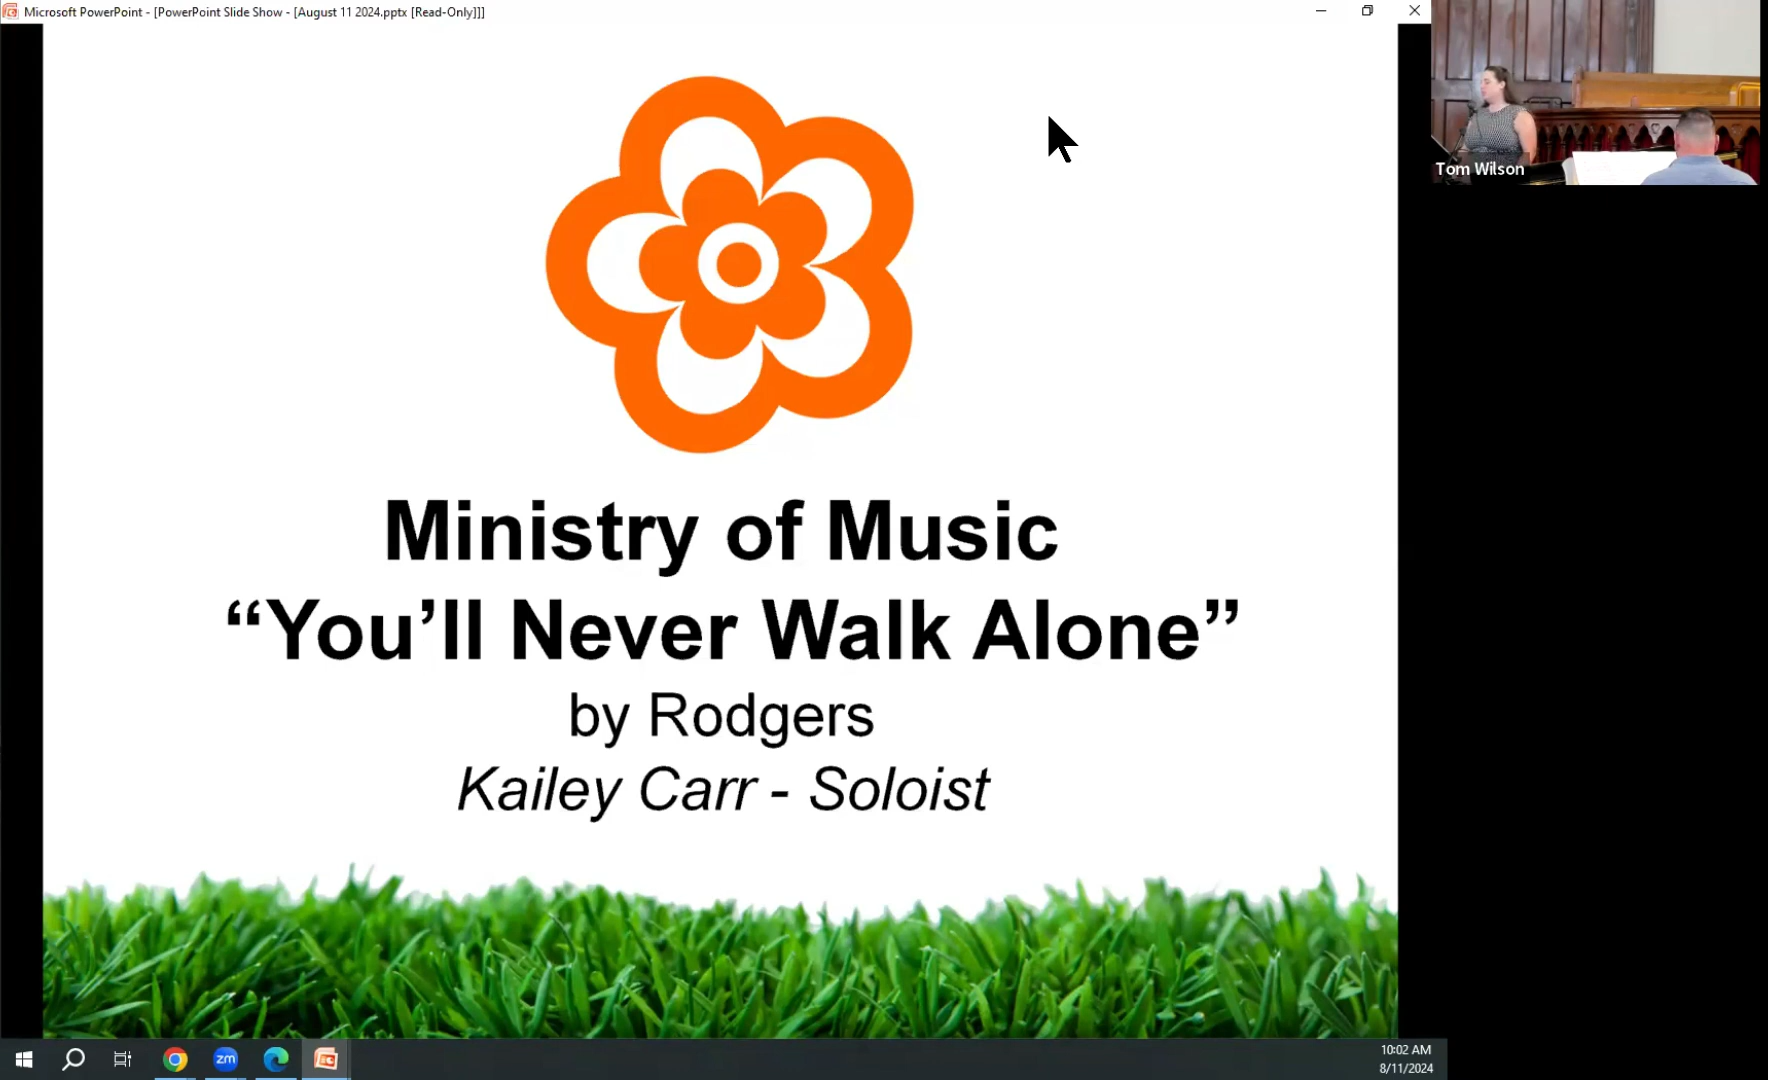 Microsoft PowerPoint - [PowerPoint Slide Show - [August 11 2024.pptx [Read-Only]]]
Tom Wilson
Ministry of Music
“You’ll Never Walk Alone”
by Rodgers
Kailey Carr - Soloist
zm
10:02 AM
8/11/2024